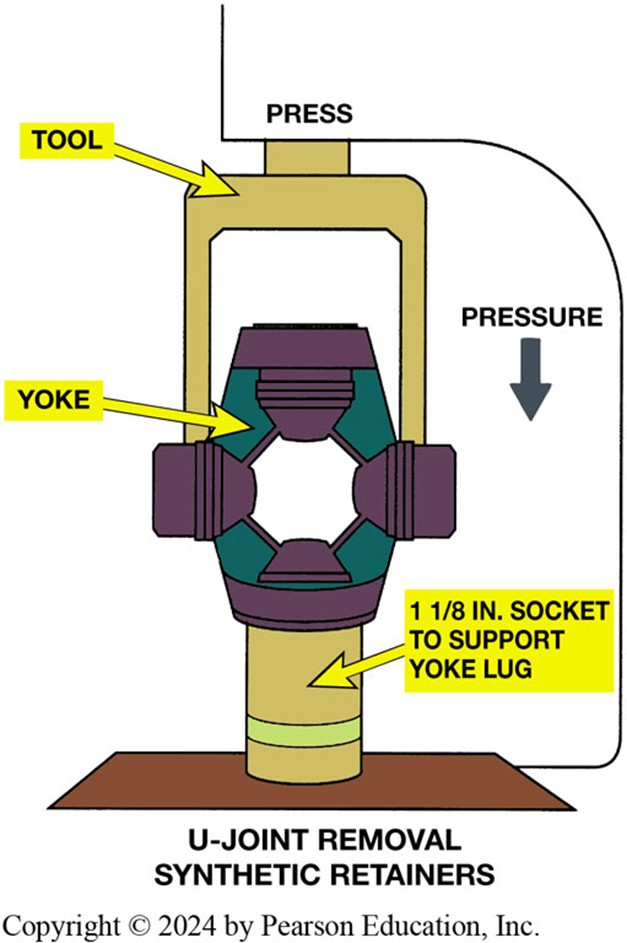 PRESS
TOOL
PRESSURE
YOKE
1 1/8 IN. SOCKET
TO SUPPORT
YOKE LUG
U-JOINT REMOVAL
SYNTHETIC RETAINERS
Copyright © 2024 by Pearson Education, Inc.